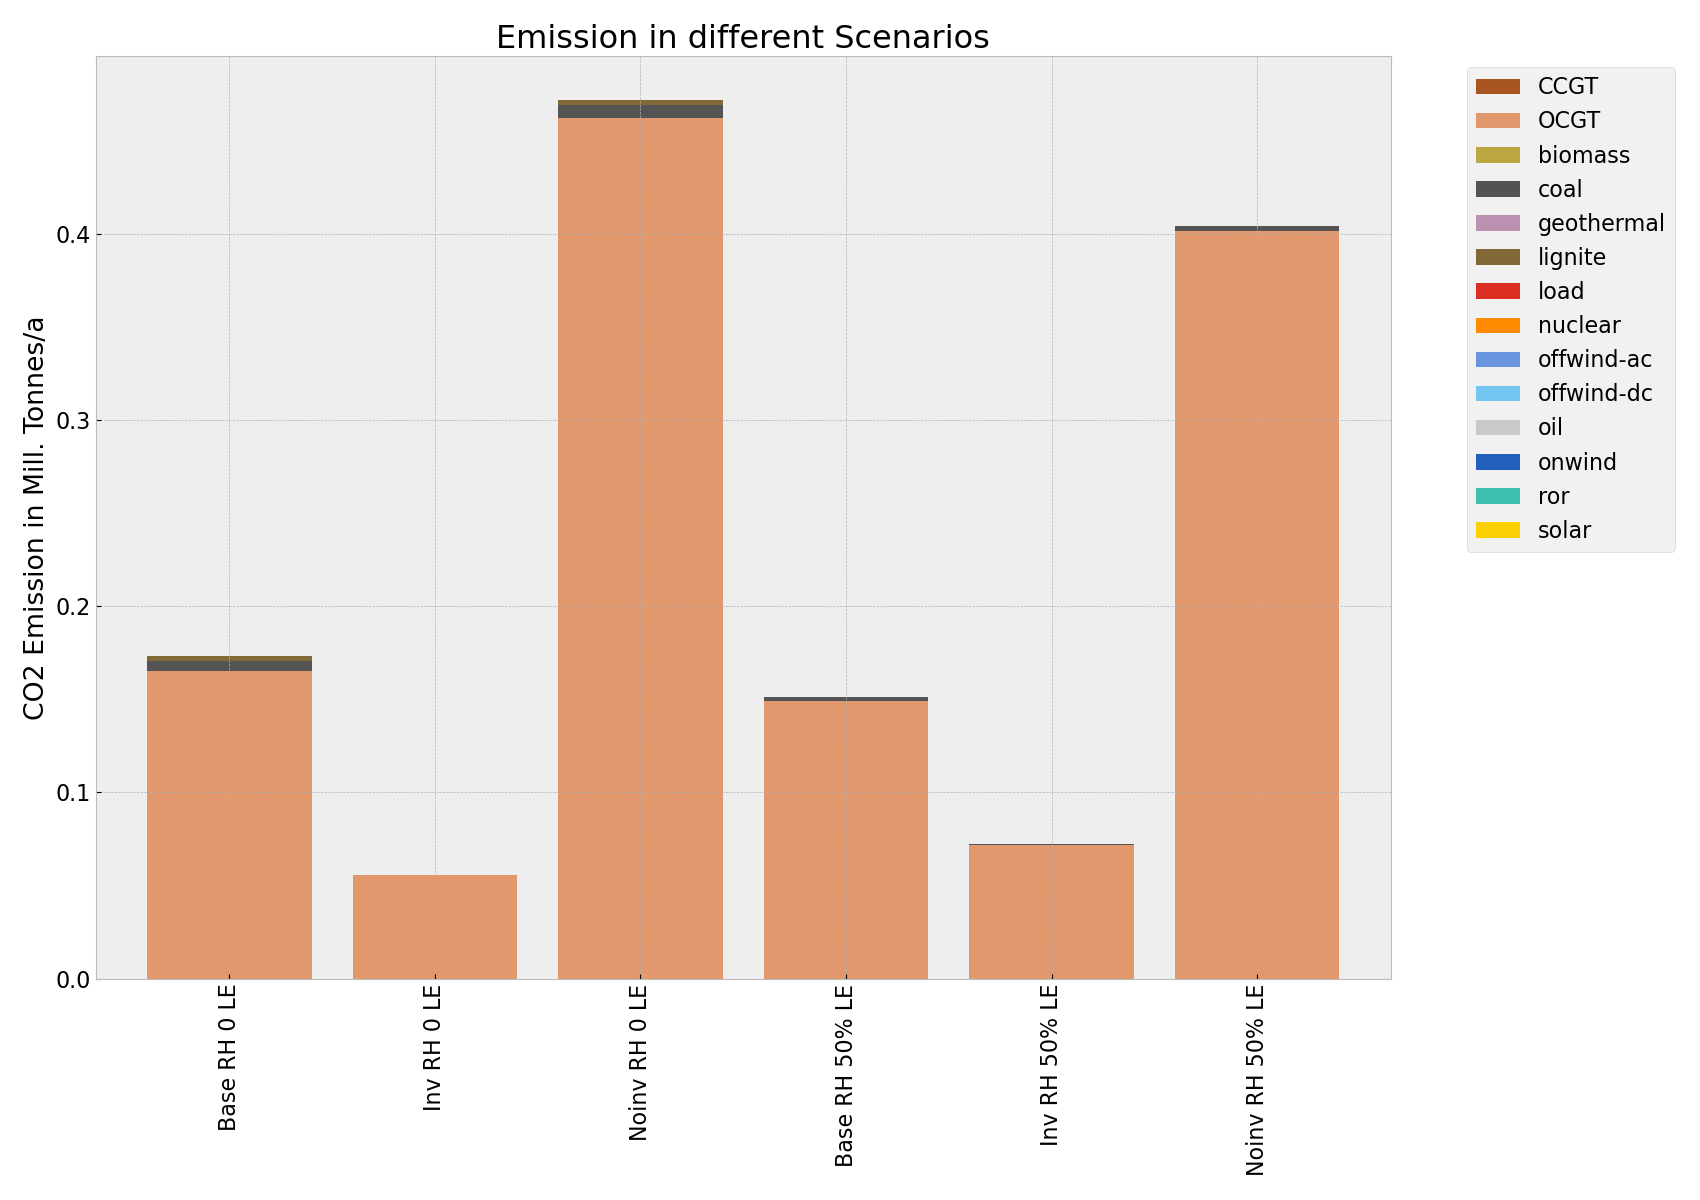 Emission in different Scenarios
CO2 Emission in Mill. Tonnes/a
0.4
0.3
0.2
0.1
0.0
Base RH 0 LE
Inv RH 0 LE
Noinv RH 0 LE
Base RH 50% LE
Inv RH 50% LE
Noinv RH 50% LE
CCGT
OCGT
biomass
coal
geothermal
lignite
load
nuclear
offwind-ac
offwind-dc
oil
onwind
ror
solar